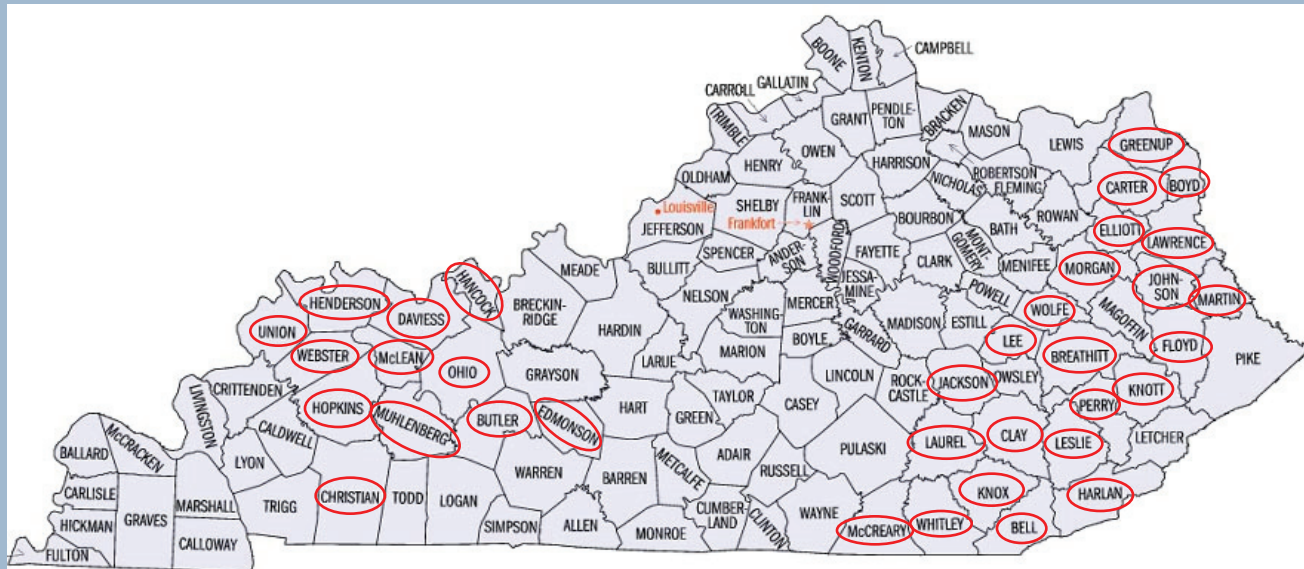 BOONE
KENTON
CAMPBELL
GALLATIN
CARROLL
TRIMBLE
GRANT
PENDLE-
TON
BRACKEN
MASON
LEWIS
GREENUP
OWEN
HENRY
OLDHAM
HARRISON
ROBERTSON
FLEMING
NICHOLAS
CARTER
BOYD
SHELBY
FRANK-
LIN
SCOTT
Louisville
Frankfort
JEFFERSON
BOURBON
BATH
ROWAN
ELLIOTT
LAWRENCE
SPENCER
ANDER-
SON
WOODFORD
FAYETTE
CLARK
MONT-
GOMERY
MENIFEE
MORGAN
BULLITT
MEADE
HANCOCK
BRECKIN-
RIDGE
NELSON
JESSA-
MINE
POWELL
JOHN-
SON
MARTIN
HENDERSON
DAVIESS
UNION
HARDIN
WASHING-
TON
MERCER
GARRARD
MADISON
ESTILL
WOLFE
MAGOFFIN
WEBSTER
McLEAN
OHIO
GRAYSON
LARUE
MARION
BOYLE
LEE
BREATHITT
FLOYD
PIKE
CRITTENDEN
LIVINGSTON
HOPKINS
MUHLENBERG
BUTLER
EDMONSON
HART
GREEN
TAYLOR
CASEY
LINCOLN
ROCK-
CASTLE
JACKSON
OWSLEY
PERRY
KNOTT
BALLARD
McCRACKEN
LYON
CALDWELL
WARREN
BARREN
METCALFE
ADAIR
RUSSELL
PULASKI
LAUREL
CLAY
LESLIE
LETCHER
CARLISLE
GRAVES
MARSHALL
TRIGG
CHRISTIAN
TODD
LOGAN
SIMPSON
ALLEN
MONROE
CUMBER-
LAND
CLINTON
WAYNE
McCREARY
WHITLEY
KNOX
BELL
HARLAN
HICKMAN
FULTON
CALLOWAY